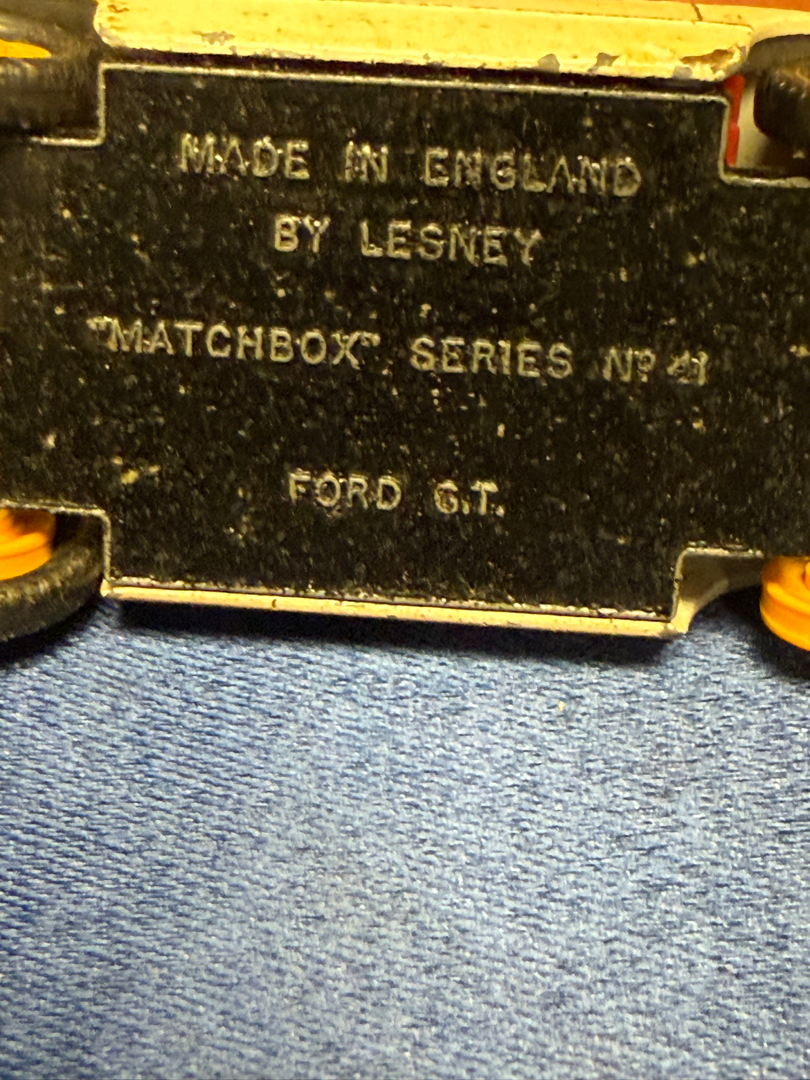 MADE IN ENGLAND
BY LESNEY
"MATCHBOX" SERIES Nº 41
FORD G.T.